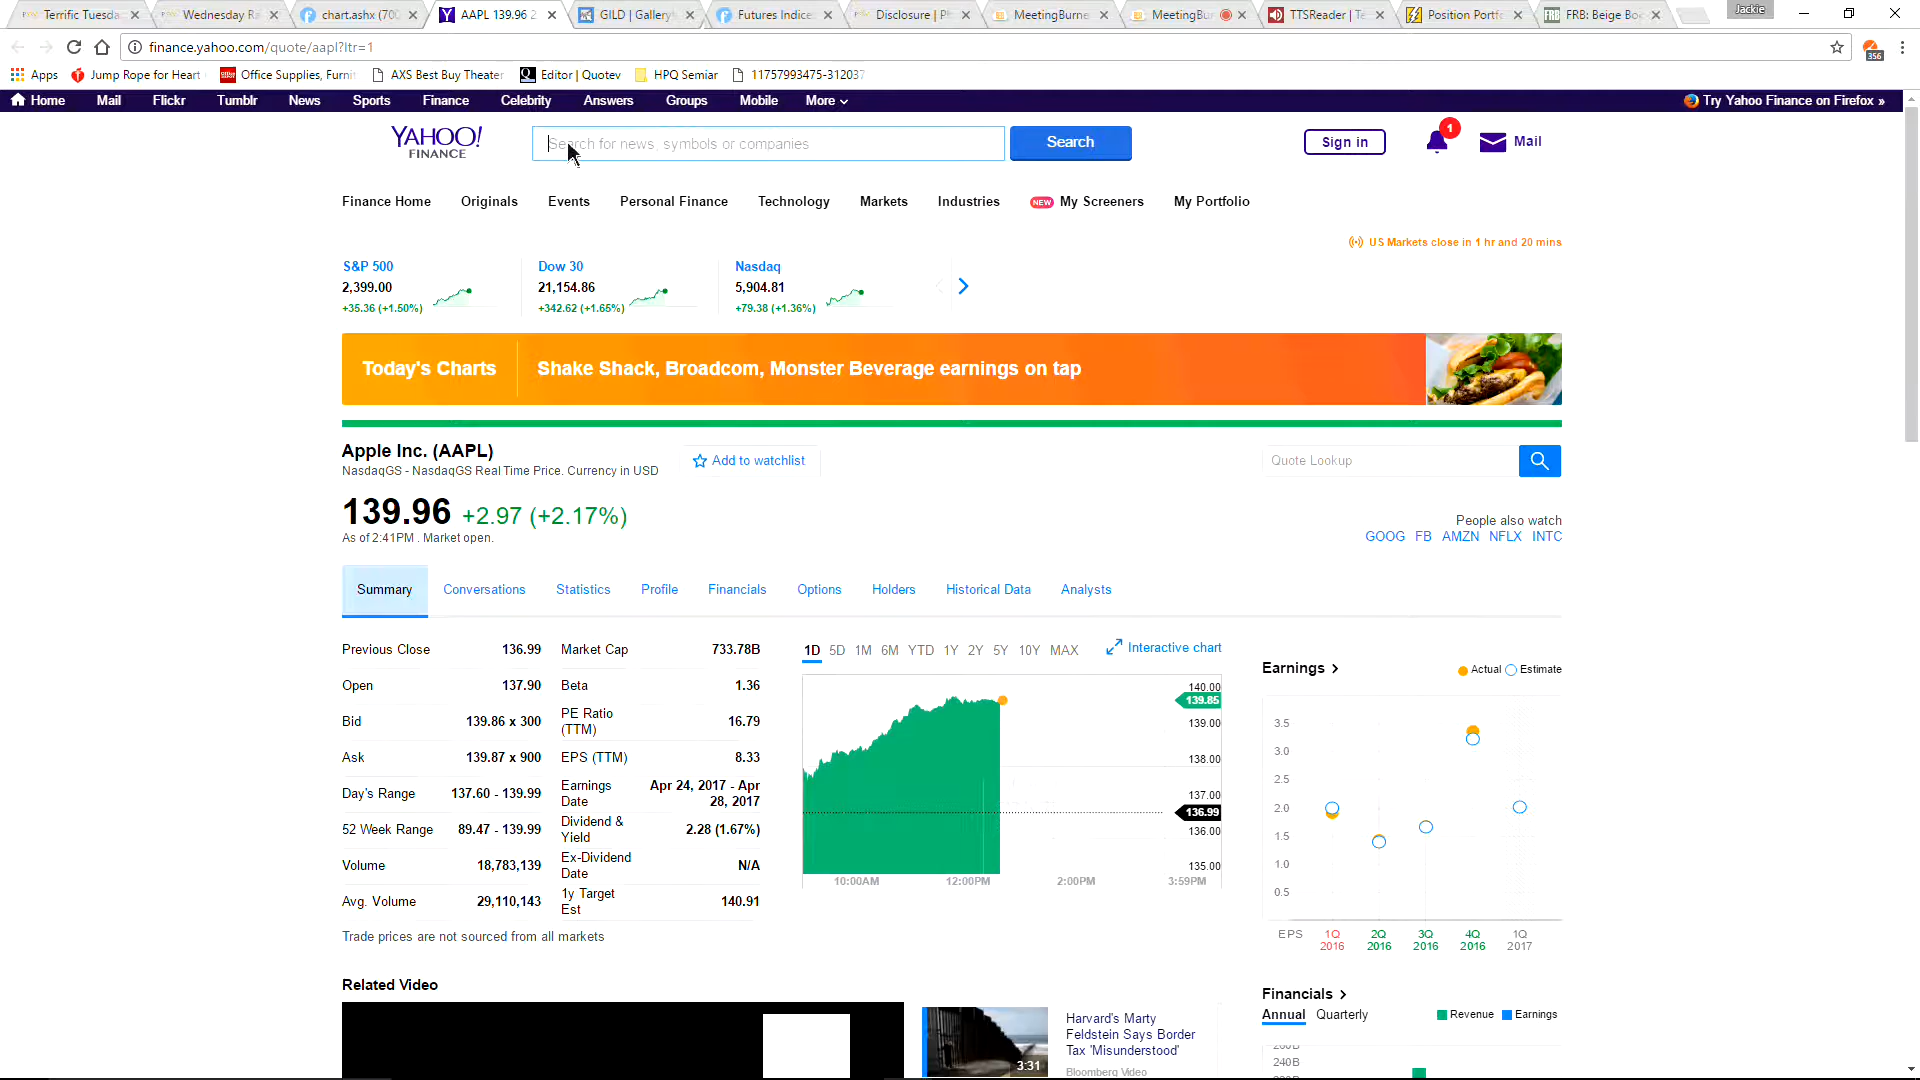 Terrific Tuesda
Wednesday Ra
chart.ashx (700
AAPL 139.96 2
GILD | Gallery
Futures Indice
Disclosure | P
MeetingBurne
MeetingBu
TTSReader | Te
Position Portfo
FRB: Beige Boo
Jackie
finance.yahoo.com/quote/aapl?ltr=1
356
Apps
Jump Rope for Heart
Office Supplies, Furnit
AXS Best Buy Theater
Editor | Quotev
HPQ Semiar
11757993475-312037
Home Mail Flickr Tumblr News Sports Finance Celebrity Answers Groups Mobile More
Try Yahoo Finance on Firefox »
YAHOO!
FINANCE
Search for news, symbols or companies
Search
Sign in
1
Mail
Finance Home Originals Events Personal Finance Technology Markets Industries NEW My Screeners My Portfolio
US Markets close in 1 hr and 20 mins
S&P 500
2,399.00
+35.36 (+1.50%)
Dow 30
21,154.86
+342.62 (+1.65%)
Nasdaq
5,904.81
+79.38 (+1.36%)
Today's Charts
Shake Shack, Broadcom, Monster Beverage earnings on tap
Apple Inc. (AAPL)
NasdaqGS - NasdaqGS Real Time Price. Currency in USD
Add to watchlist
Quote Lookup
139.96 +2.97 (+2.17%)
As of 2:41PM . Market open.
People also watch
GOOG FB AMZN NFLX INTC
Summary Conversations Statistics Profile Financials Options Holders Historical Data Analysts
Previous Close 136.99
Open 137.90
Bid 139.86 x 300
Ask 139.87 x 900
Day's Range 137.60 - 139.99
52 Week Range 89.47 - 139.99
Volume 18,783,139
Avg. Volume 29,110,143
Market Cap 733.78B
Beta 1.36
PE Ratio
(TTM) 16.79
EPS (TTM) 8.33
Earnings
Date
Apr 24, 2017 - Apr
28, 2017
Dividend &
Yield 2.28 (1.67%)
Ex-Dividend
Date N/A
1y Target
Est 140.91
Trade prices are not sourced from all markets
1D 5D 1M 6M YTD 1Y 2Y 5Y 10Y MAX
Interactive chart
140.00
139.85
139.00
138.00
137.00
136.99
136.00
135.00
10:00AM 12:00PM 2:00PM 3:59PM
Earnings
Actual Estimate
3.5
3.0
2.5
2.0
1.5
1.0
0.5
EPS
1Q
2016
2Q
2016
3Q
2016
4Q
2016
1Q
2017
Related Video
3:31
Harvard's Marty
Feldstein Says Border
Tax 'Misunderstood'
Bloomberg Video
Financials
Annual Quarterly
Revenue Earnings
240B